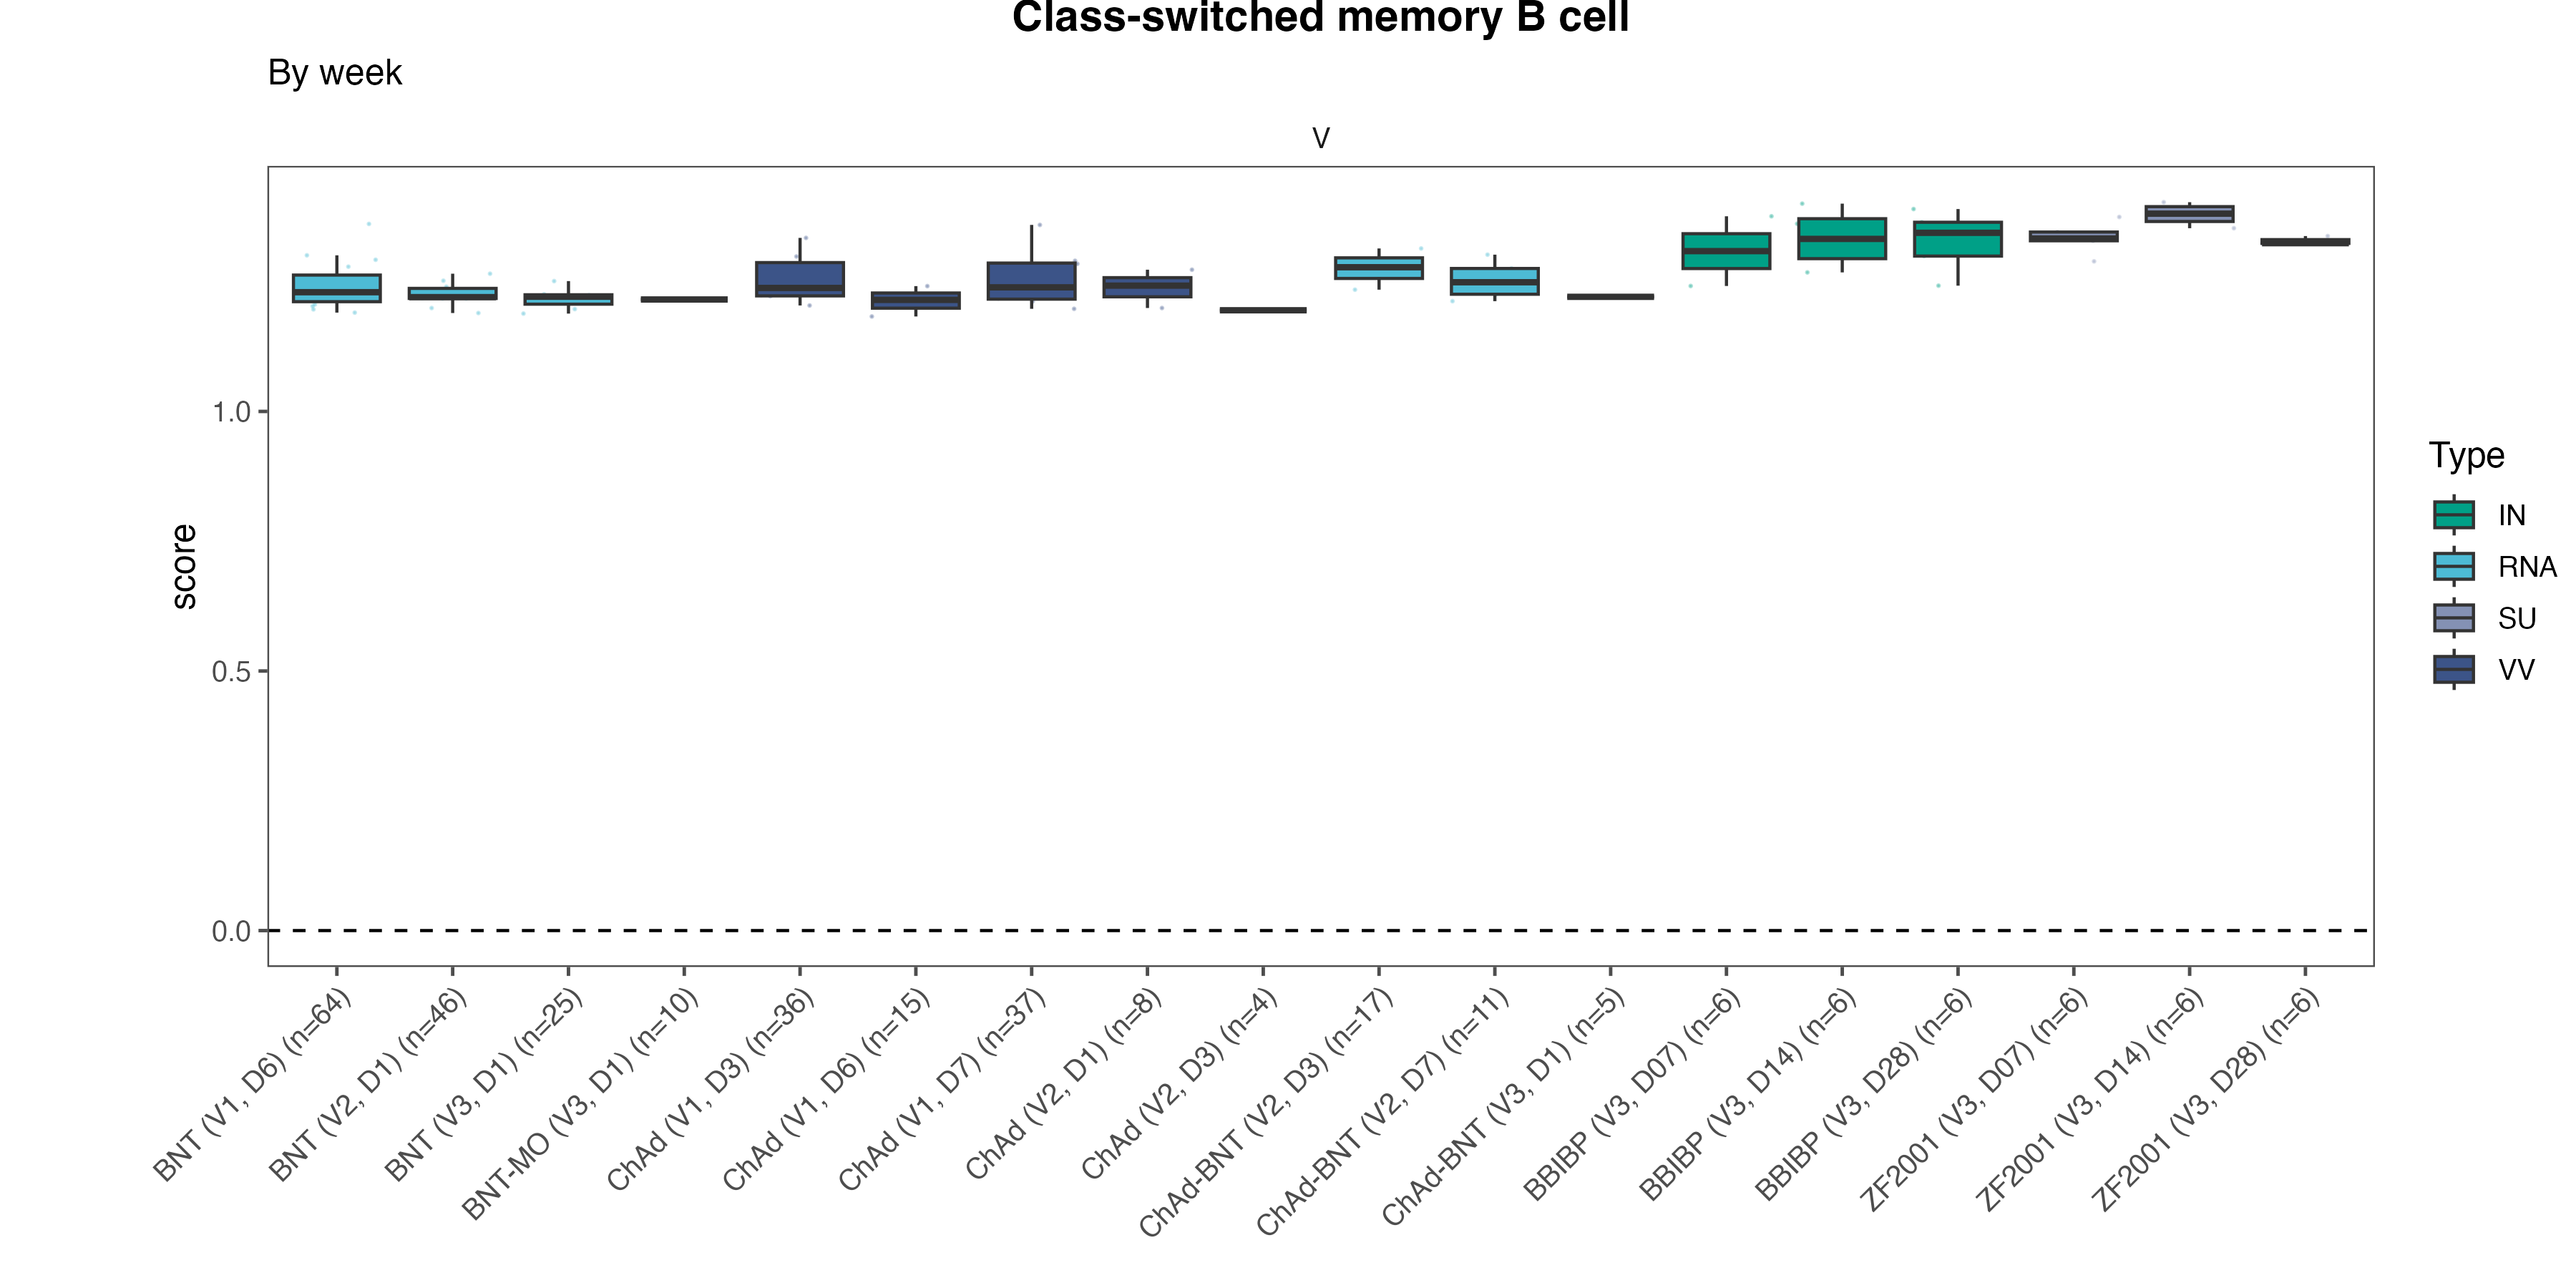 Class-switched memory B cell
By week
V
score
1.0
0.5
0.0
BNT (V1, D6) (n=64)
BNT (V2, D1) (n=46)
BNT (V3, D1) (n=25)
BNT-MO (V3, D1) (n=10)
ChAd (V1, D3) (n=36)
ChAd (V1, D6) (n=15)
ChAd (V1, D7) (n=37)
ChAd (V2, D1) (n=8)
ChAd (V2, D3) (n=4)
ChAd-BNT (V2, D3) (n=17)
ChAd-BNT (V2, D7) (n=11)
ChAd-BNT (V3, D1) (n=5)
BBIBP (V3, D07) (n=6)
BBIBP (V3, D14) (n=6)
BBIBP (V3, D28) (n=6)
ZF2001 (V3, D07) (n=6)
ZF2001 (V3, D14) (n=6)
ZF2001 (V3, D28) (n=6)
Type
IN
RNA
SU
VV